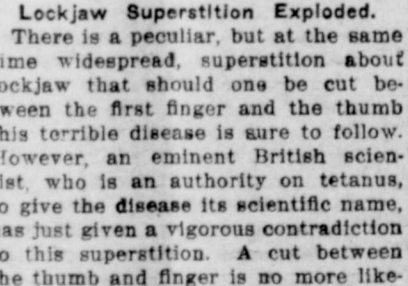 Lockjaw Superstition Exploded.
There is a peculiar, but at the same
ime widespread, superstition about
ockjaw that should one be cut be-
ween the first finger and the thumb
his terrible disease is sure to follow.
However, an eminent British scien-
ist, who is an authority on tetanus,
o give the disease its scientific name,
as just given a vigorous contradiction
o this superstition. A cut between
he thumb and finger is no more like-